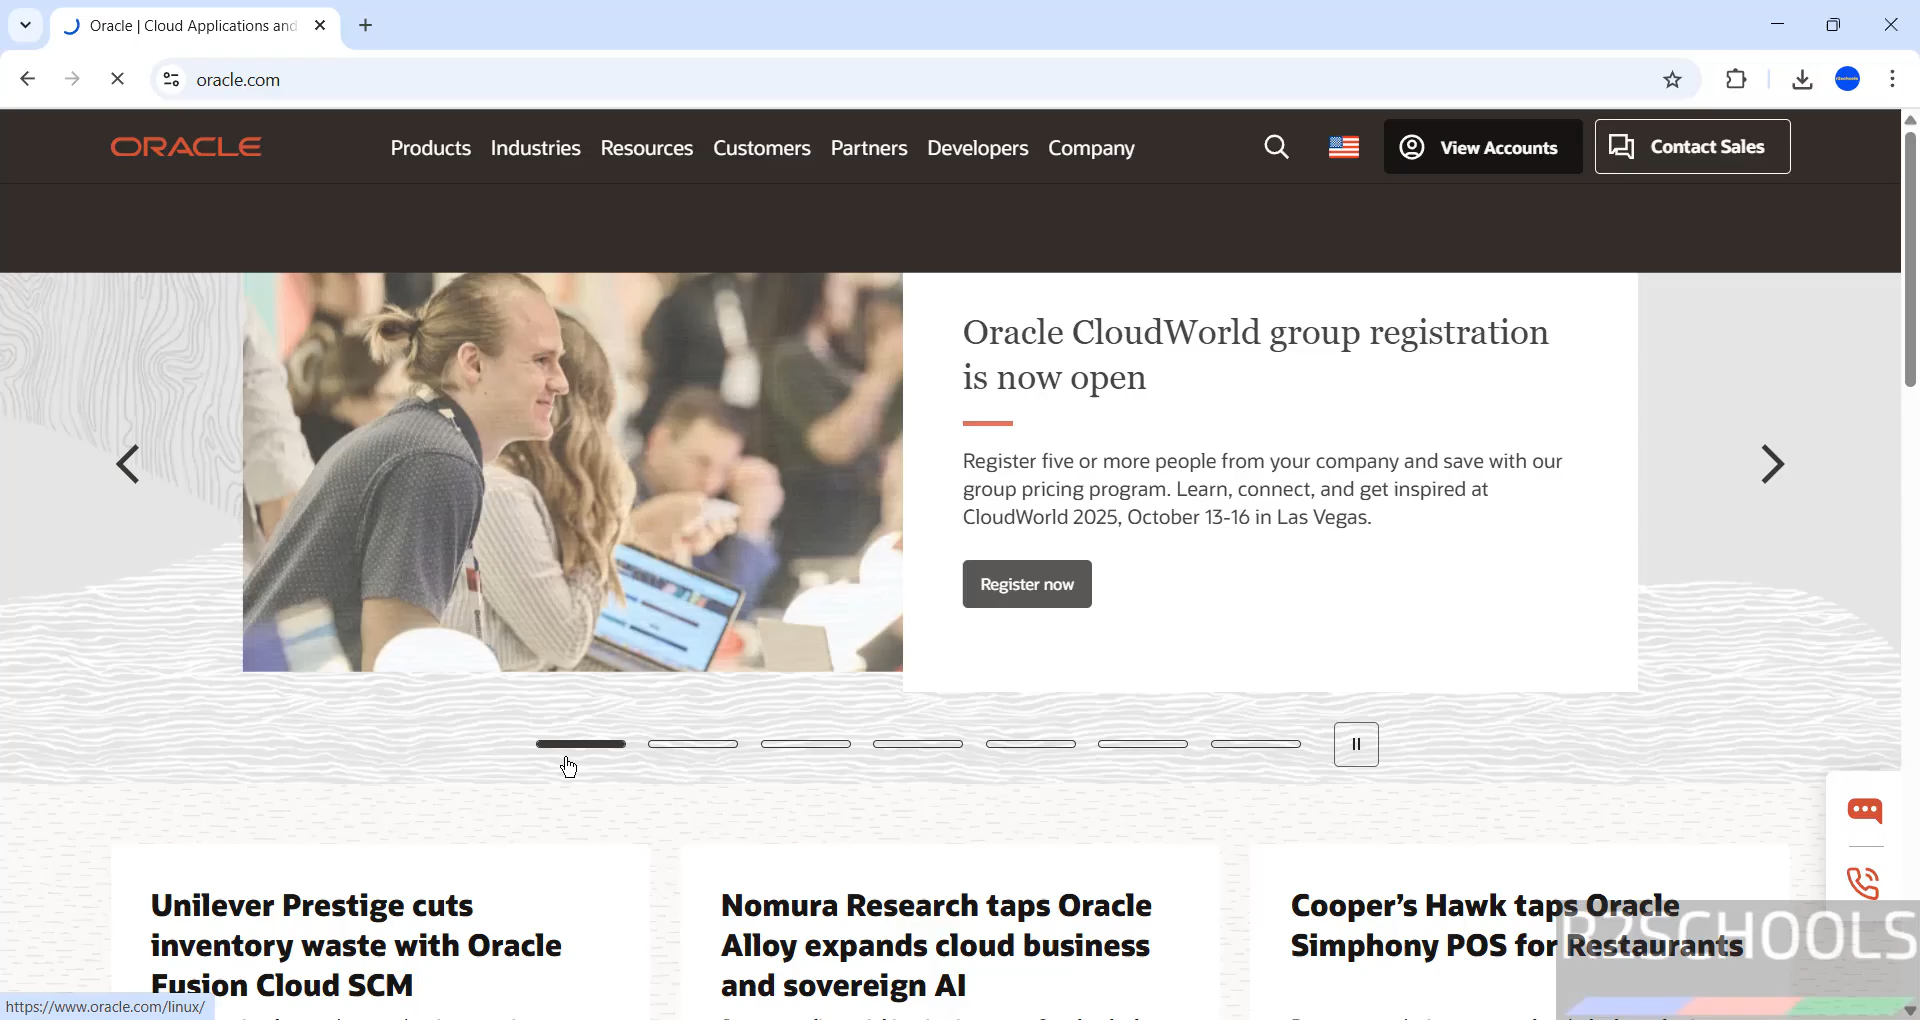 Oracle | Cloud Applications and
oracle.com
ORACLE
Products Industries Resources Customers Partners Developers Company
View Accounts
Contact Sales
Oracle CloudWorld group registration
is now open
Register five or more people from your company and save with our
group pricing program. Learn, connect, and get inspired at
CloudWorld 2025, October 13-16 in Las Vegas.
Register now
Unilever Prestige cuts
inventory waste with Oracle
Fusion Cloud SCM
Nomura Research taps Oracle
Alloy expands cloud business
and sovereign AI
Cooper’s Hawk taps Oracle
Simphony POS for Restaurants
R2SCHOOLS
https://www.oracle.com/linux/